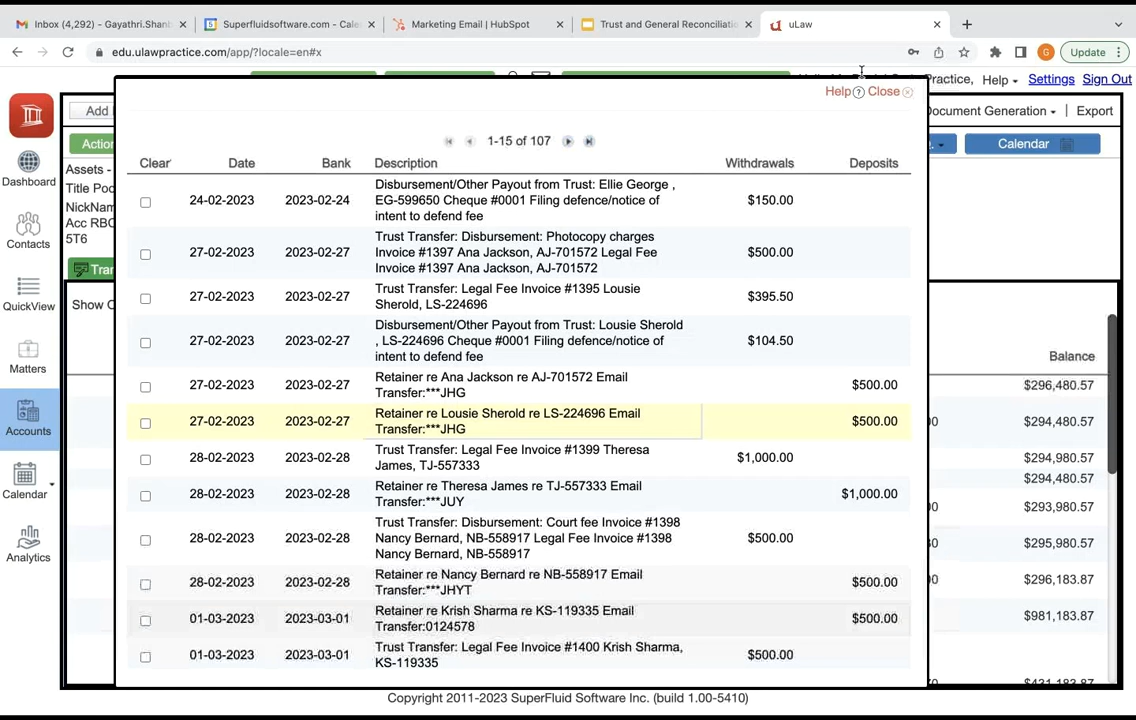 Inbox (4,292) - Gayathri.Shanb
Superfluidsoftware.com - Cale
Marketing Email | HubSpot
Trust and General Reconciliatio
uLaw
edu.ulawpractice.com/app/?locale=en#x
G
Update
Practice, Help
Settings
Sign Out
Add
Document Generation
| Export
Help ? Close
Action
Calendar
1-15 of 107
Assets -
Title Poo
NickNam
Acc RBC
5T6
Tran
Show C
Balance
Dashboard
Contacts
QuickView
Matters
Accounts
Calendar
Analytics
Clear Date Bank Description Withdrawals Deposits
24-02-2023 2023-02-24 Disbursement/Other Payout from Trust: Ellie George ,
EG-599650 Cheque #0001 Filing defence/notice of $150.00
intent to defend fee
27-02-2023 2023-02-27 Trust Transfer: Disbursement: Photocopy charges
Invoice #1397 Ana Jackson, AJ-701572 Legal Fee $500.00
Invoice #1397 Ana Jackson, AJ-701572
27-02-2023 2023-02-27 Trust Transfer: Legal Fee Invoice #1395 Lousie $395.50
Sherold, LS-224696
27-02-2023 2023-02-27 Disbursement/Other Payout from Trust: Lousie Sherold
, LS-224696 Cheque #0001 Filing defence/notice of $104.50
intent to defend fee
27-02-2023 2023-02-27 Retainer re Ana Jackson re AJ-701572 Email $500.00
Transfer:***JHG
27-02-2023 2023-02-27 Retainer re Lousie Sherold re LS-224696 Email $500.00
Transfer:***JHG
28-02-2023 2023-02-28 Trust Transfer: Legal Fee Invoice #1399 Theresa $1,000.00
James, TJ-557333
28-02-2023 2023-02-28 Retainer re Theresa James re TJ-557333 Email $1,000.00
Transfer:***JUY
28-02-2023 2023-02-28 Trust Transfer: Disbursement: Court fee Invoice #1398
Nancy Bernard, NB-558917 Legal Fee Invoice #1398 $500.00
Nancy Bernard, NB-558917
28-02-2023 2023-02-28 Retainer re Nancy Bernard re NB-558917 Email $500.00
Transfer:***JHYT
01-03-2023 2023-03-01 Retainer re Krish Sharma re KS-119335 Email $500.00
Transfer:0124578
01-03-2023 2023-03-01 Trust Transfer: Legal Fee Invoice #1400 Krish Sharma, $500.00
KS-119335
$296,480.57
00 $294,480.57
$294,980.57
$294,480.57
00 $293,980.57
80 $295,980.57
00 $296,183.87
00 $981,183.87
$431,183.87
Copyright 2011-2023 SuperFluid Software Inc. (build 1.00-5410)